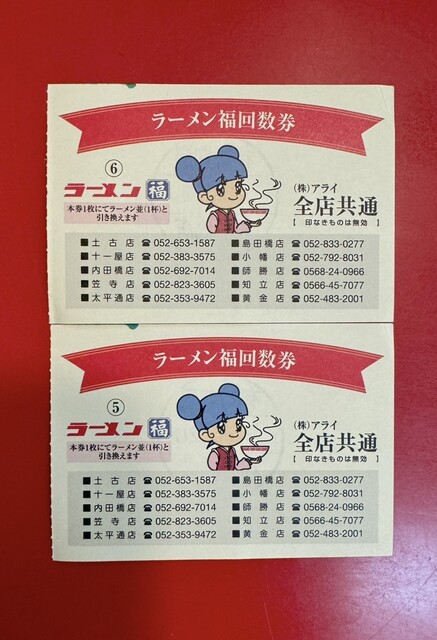 ラーメン福回数券
⑥
ラーメン福
本券1枚にてラーメン並(1杯)と
引き換えます
(株)アライ
全店共通
【 印なきものは無効 】
■土古店 ☎052-653-1587 ■島田橋店 ☎052-833-0277
■十一屋店 ☎052-383-3575 ■小幡店 ☎052-792-8031
■内田橋店 ☎052-692-7014 ■師勝店 ☎0568-24-0966
■笠寺店 ☎052-823-3605 ■知立店 ☎0566-45-7077
■太平通店 ☎052-353-9472 ■黄金店 ☎052-483-2001
ラーメン福回数券
⑤
ラーメン福
本券1枚にてラーメン並(1杯)と
引き換えます
(株)アライ
全店共通
【 印なきものは無効 】
■土古店 ☎052-653-1587 ■島田橋店 ☎052-833-0277
■十一屋店 ☎052-383-3575 ■小幡店 ☎052-792-8031
■内田橋店 ☎052-692-7014 ■師勝店 ☎0568-24-0966
■笠寺店 ☎052-823-3605 ■知立店 ☎0566-45-7077
■太平通店 ☎052-353-9472 ■黄金店 ☎052-483-2001